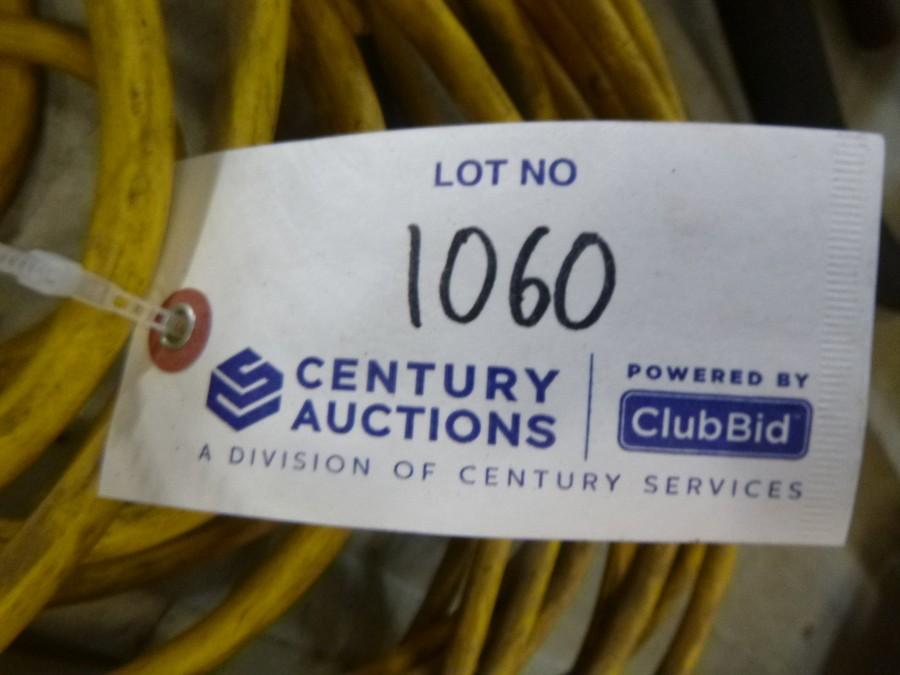 LOT NO
1060
CENTURY
AUCTIONS
POWERED BY
ClubBid
A DIVISION OF CENTURY SERVICES